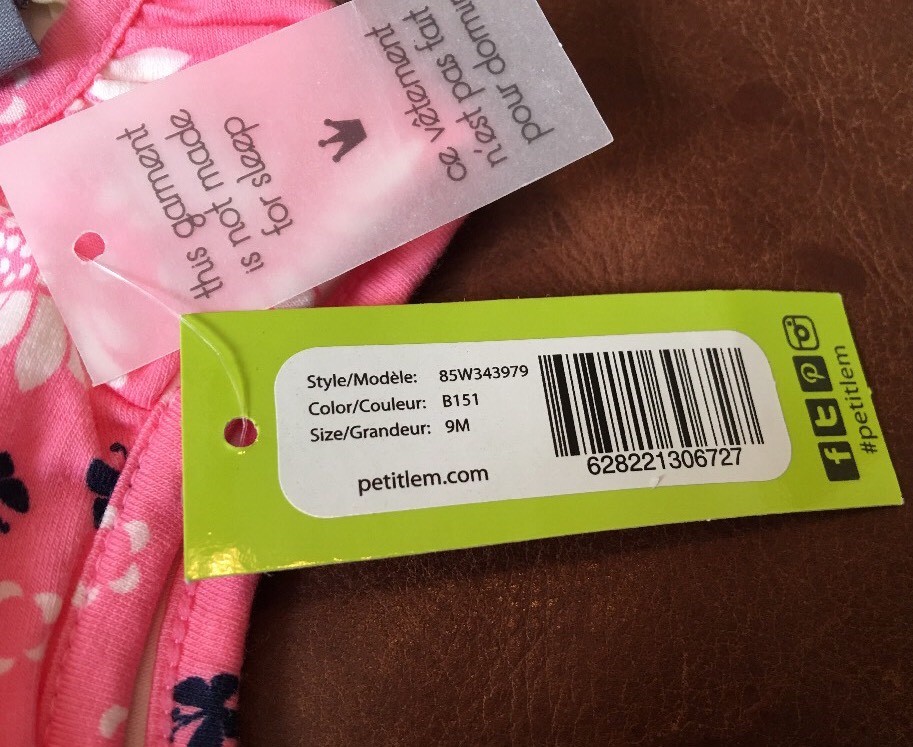 this garment
is not made
for sleep
ce vêtement
n'est pas fait
pour
Style/Modèle: 85W343979
Color/Couleur: B151
Size/Grandeur: 9M
petitlem.com
628221306727
#petitlem